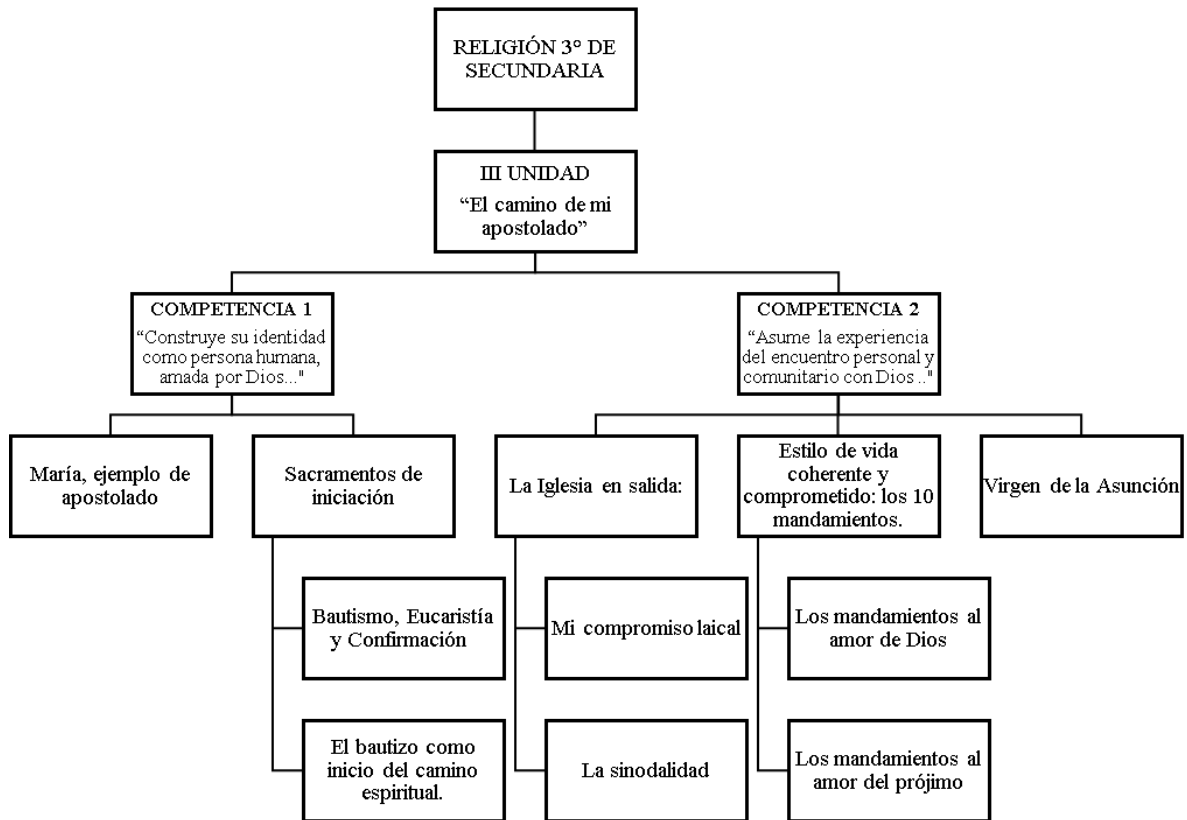 RELIGIÓN 3° DE
SECUNDARIA
III UNIDAD
“El camino de mi
apostolado”
COMPETENCIA 1
“Construye su identidad
como persona humana,
amada por Dios..."
COMPETENCIA 2
"Asume la experiencia
del encuentro personal y
comunitario con Dios .."
María, ejemplo de
apostolado
Sacramentos de
iniciación
La Iglesia en salida:
Estilo de vida
coherente y
comprometido: los 10
mandamientos.
Virgen de la Asunción
Bautismo, Eucaristía
y Confirmación
Mi compromiso laical
Los mandamientos al
amor de Dios
El bautizo como
inicio del camino
espiritual.
La sinodalidad
Los mandamientos al
amor del prójimo